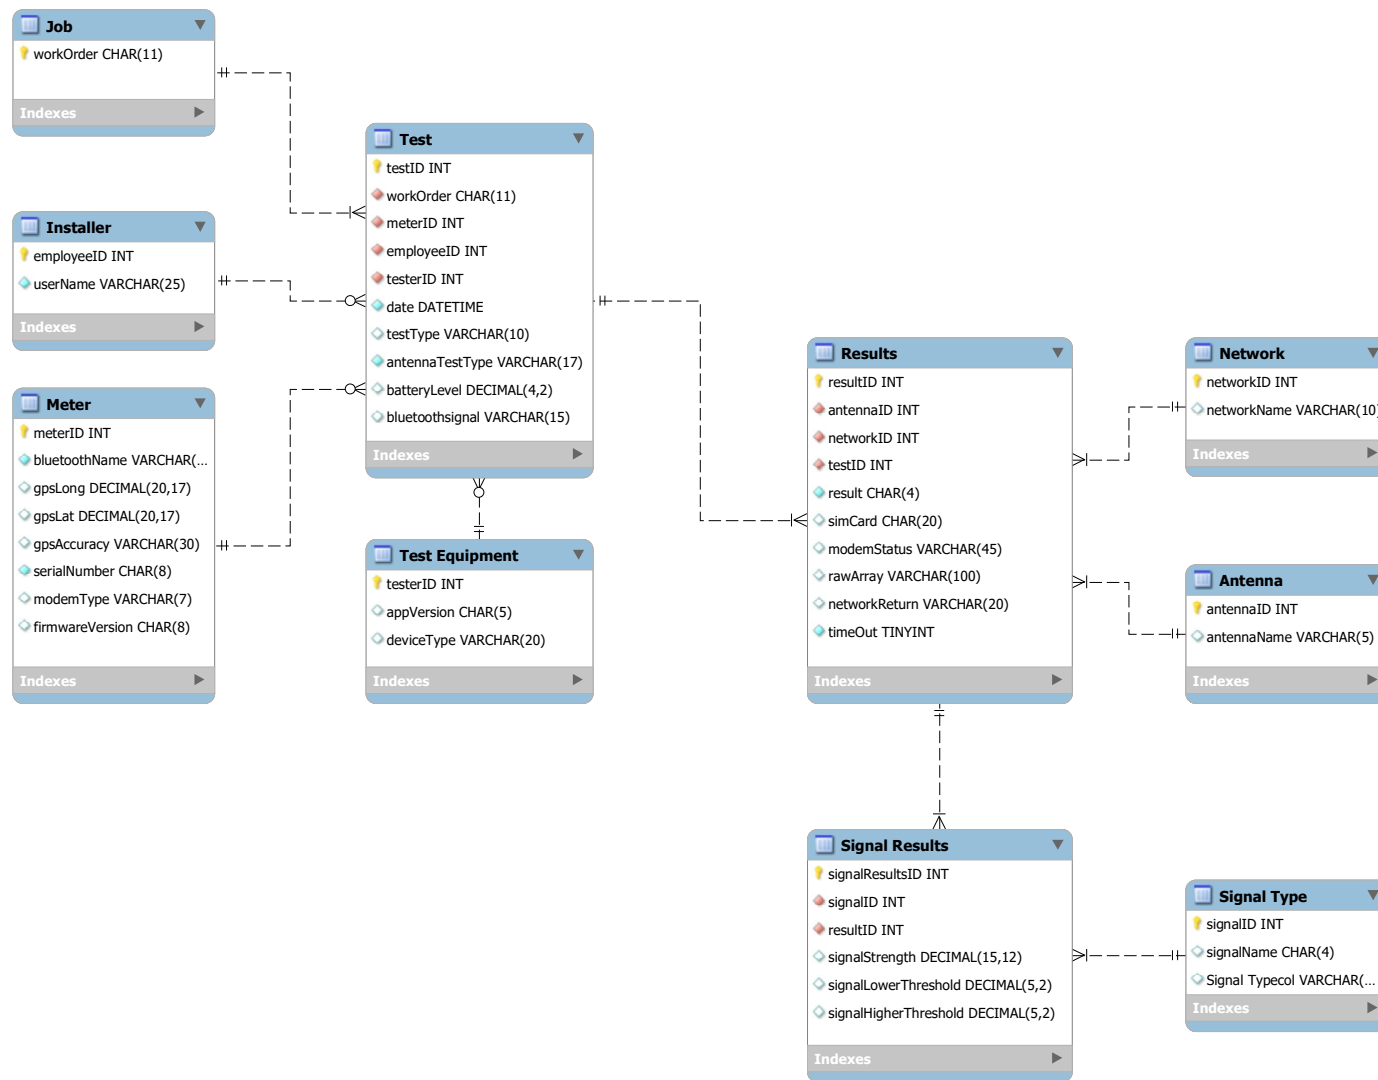 Job
workOrder CHAR(11)
Indexes
Installer
employeeID INT
userName VARCHAR(25)
Indexes
Meter
meterID INT
bluetoothName VARCHAR(...
gpsLong DECIMAL(20,17)
gpsLat DECIMAL(20,17)
gpsAccuracy VARCHAR(30)
serialNumber CHAR(8)
modemType VARCHAR(7)
firmwareVersion CHAR(8)
Indexes
Test
testID INT
workOrder CHAR(11)
meterID INT
employeeID INT
testerID INT
date DATETIME
testType VARCHAR(10)
antennaTestType VARCHAR(17)
batteryLevel DECIMAL(4,2)
bluetoothsignal VARCHAR(15)
Indexes
Test Equipment
testerID INT
appVersion CHAR(5)
deviceType VARCHAR(20)
Indexes
Results
resultID INT
antennaID INT
networkID INT
testID INT
result CHAR(4)
simCard CHAR(20)
modemStatus VARCHAR(45)
rawArray VARCHAR(100)
networkReturn VARCHAR(20)
timeOut TINYINT
Indexes
Network
networkID INT
networkName VARCHAR(10)
Indexes
Antenna
antennaID INT
antennaName VARCHAR(5)
Indexes
Signal Results
signalResultsID INT
signalID INT
resultID INT
signalStrength DECIMAL(15,12)
signalLowerThreshold DECIMAL(5,2)
signalHigherThreshold DECIMAL(5,2)
Indexes
Signal Type
signalID INT
signalName CHAR(4)
Signal Typecol VARCHAR(...
Indexes